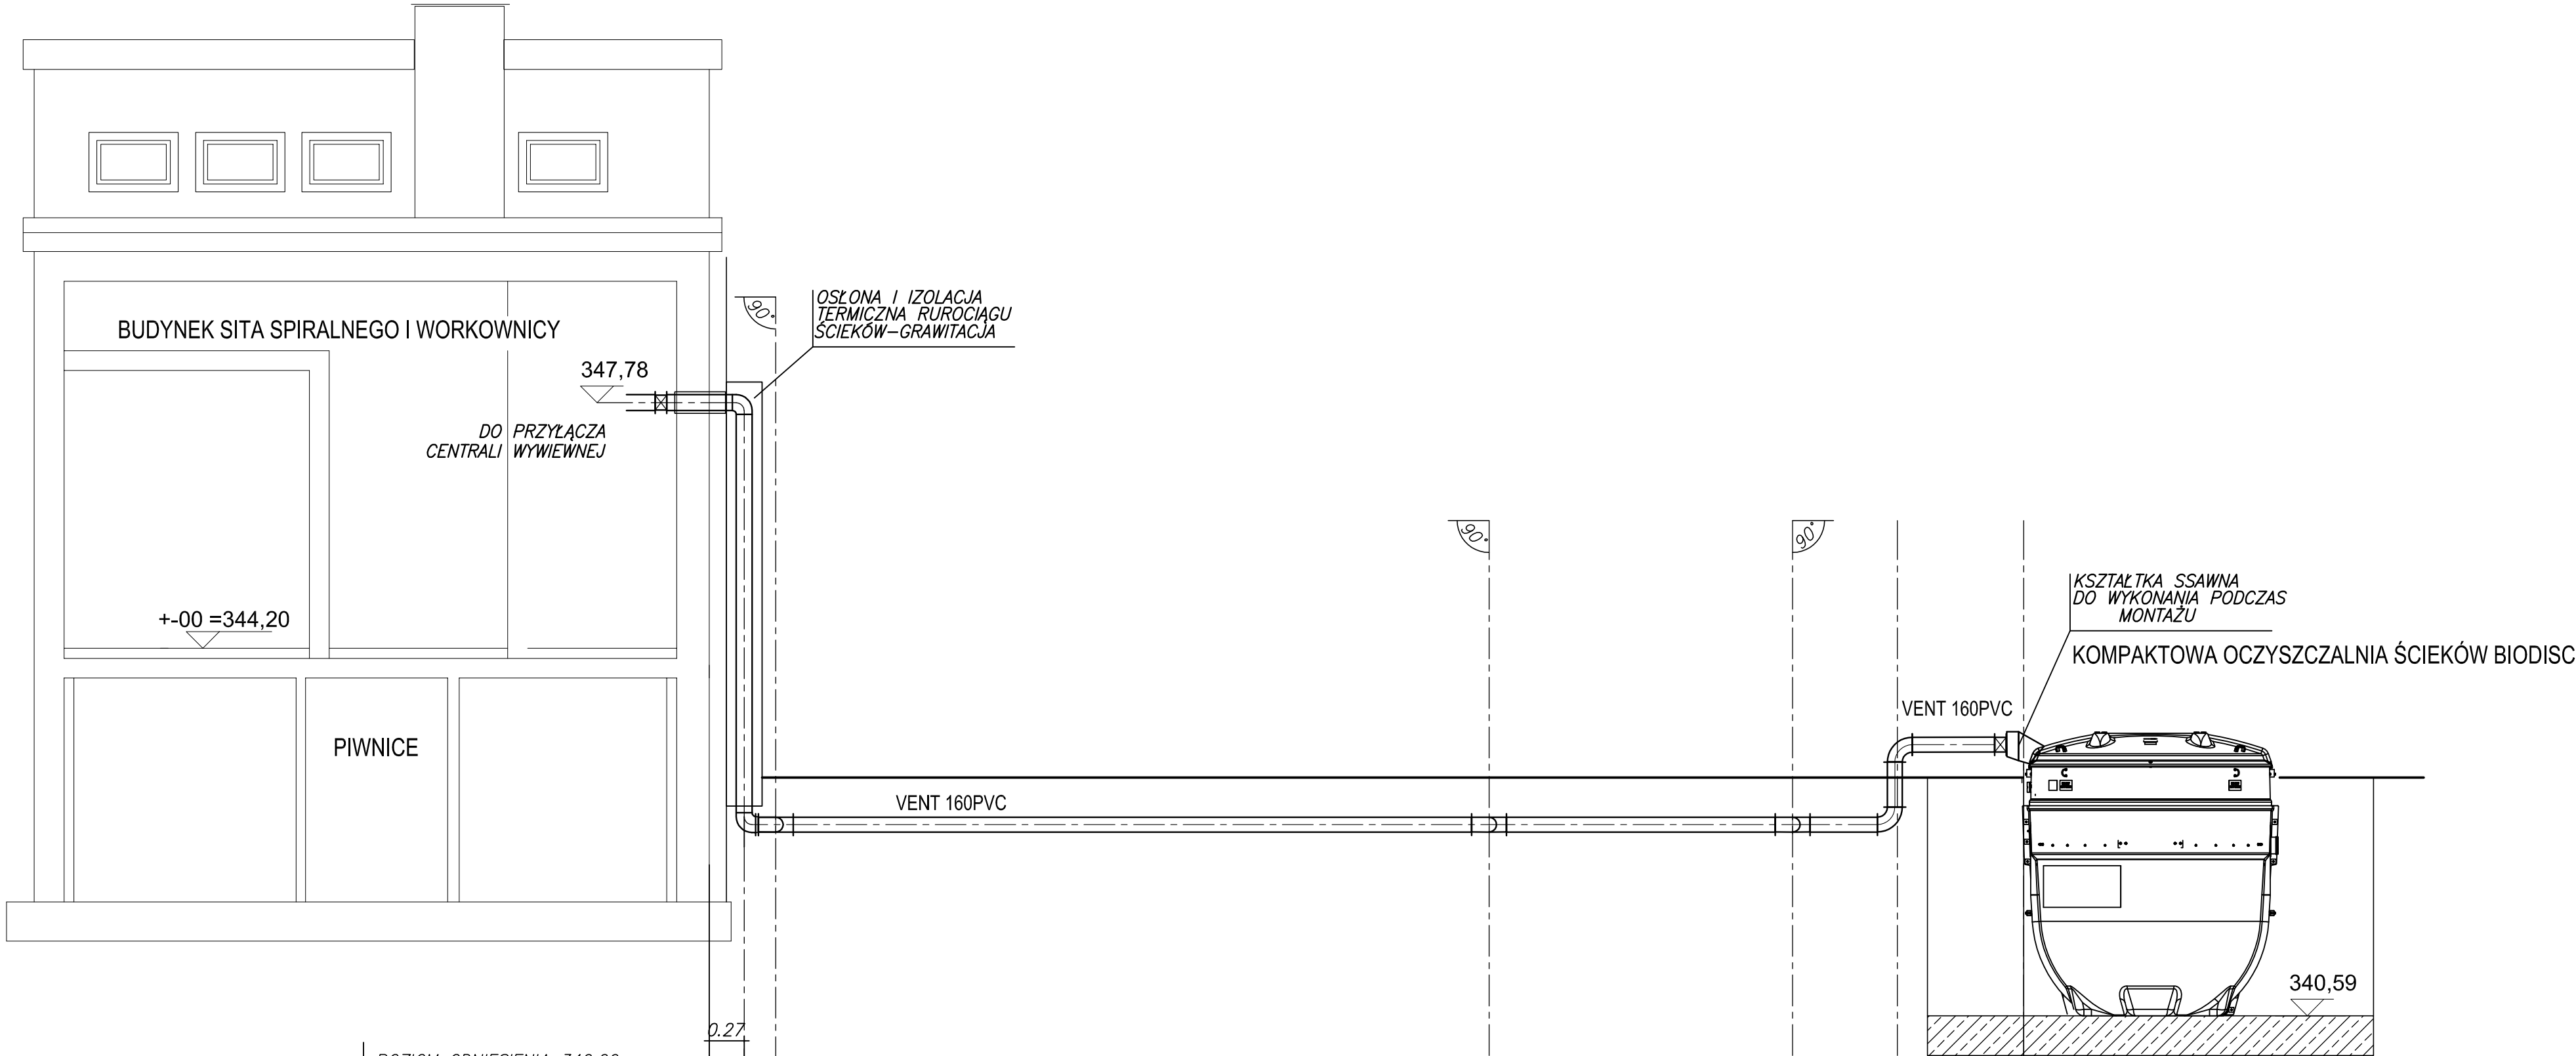 BUDYNEK SITA SPIRALNEGO I WORKOWNICY
347,78
DO PRZYŁĄCZA
CENTRALI WYWIEWNEJ
+-00 =344,20
PIWNICE
90°
OSŁONA I IZOLACJA
TERMICZNA RUROCIĄGU
ŚCIEKÓW-GRAWITACJA
VENT 160PVC
90°
90°
VENT 160PVC
KSZTAŁTKA SSAWNA
DO WYKONANIA PODCZAS
MONTAŻU
KOMPAKTOWA OCZYSZCZALNIA ŚCIEKÓW BIODISC
340,59
0.27